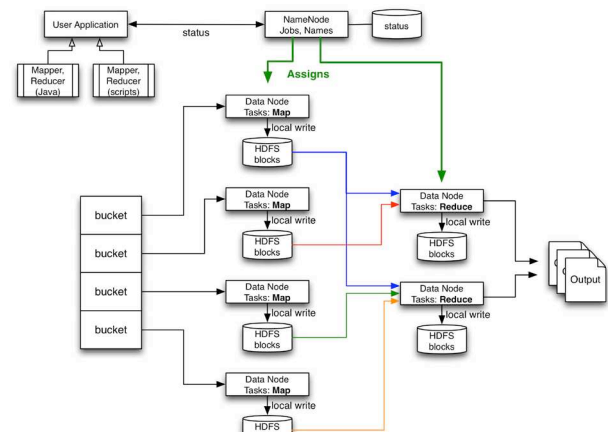 User Application
status
NameNode
Jobs, Names
status
Mapper,
Reducer
(Java)
Mapper,
Reducer
(scripts)
Assigns
Data Node
Tasks: Map
local write
HDFS
blocks
bucket
Data Node
Tasks: Map
local write
HDFS
blocks
Data Node
Tasks: Reduce
local write
HDFS
blocks
bucket
bucket
Data Node
Tasks: Map
local write
HDFS
blocks
Data Node
Tasks: Reduce
local write
HDFS
blocks
Output
bucket
Data Node
Tasks: Map
local write
HDFS